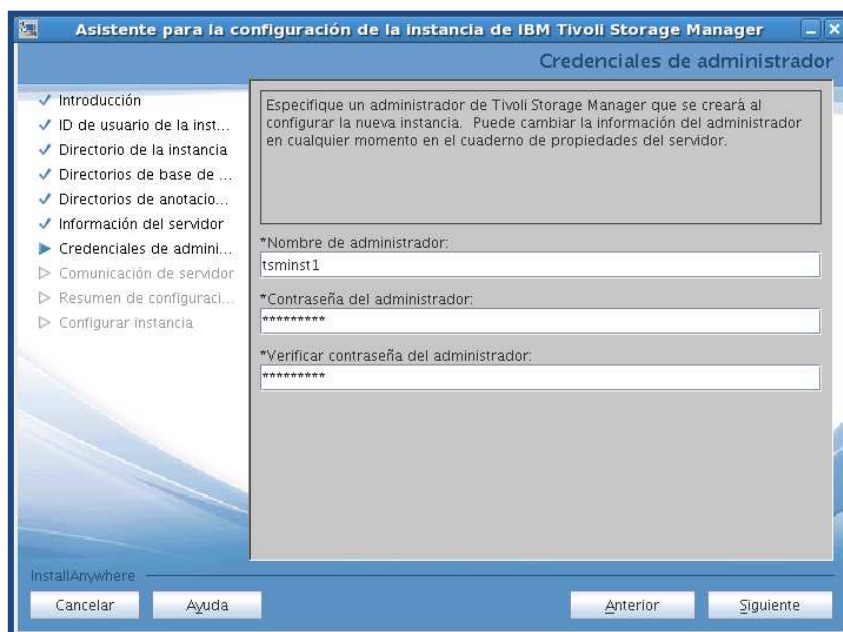 Asistente para la configuración de la instancia de IBM Tivoli Storage Manager
Credenciales de administrador
Introducción
ID de usuario de la inst...
Directorio de la instancia
Directorios de base de ...
Directorios de anotacio...
Información del servidor
Credenciales de admini...
Comunicación de servidor
Resumen de configuraci...
Configurar instancia
Especifique un administrador de Tivoli Storage Manager que se creará al
configurar la nueva instancia. Puede cambiar la información del administrador
en cualquier momento en el cuaderno de propiedades del servidor.
*Nombre de administrador:
tsminst1
*Contraseña del administrador:
*********
*Verificar contraseña del administrador:
*********
InstallAnywhere
Cancelar
Ayuda
Anterior
Siguiente